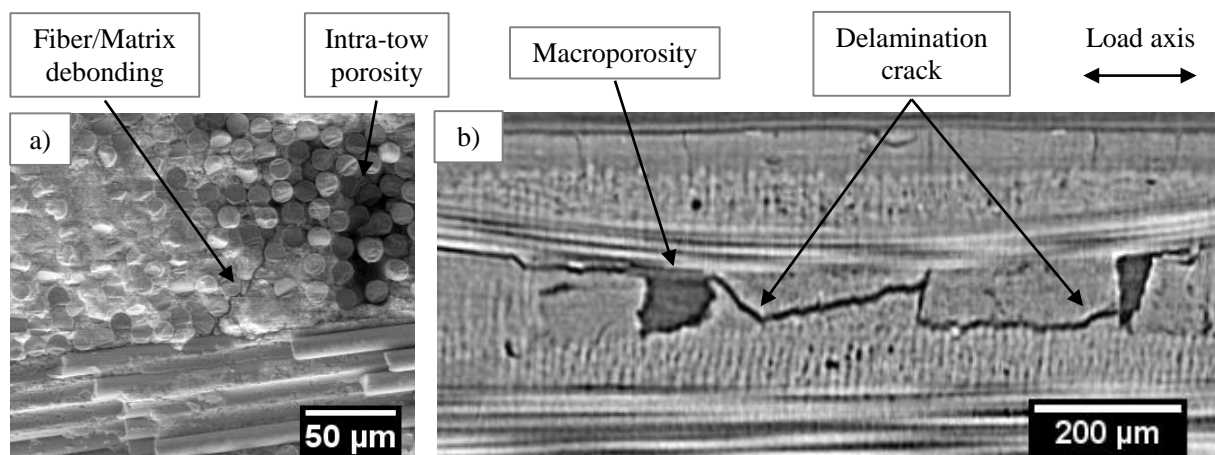 Fiber/Matrix
debonding
Intra-tow
porosity
Macroporosity
Delamination
crack
Load axis
a)
b)
50 µm
200 µm